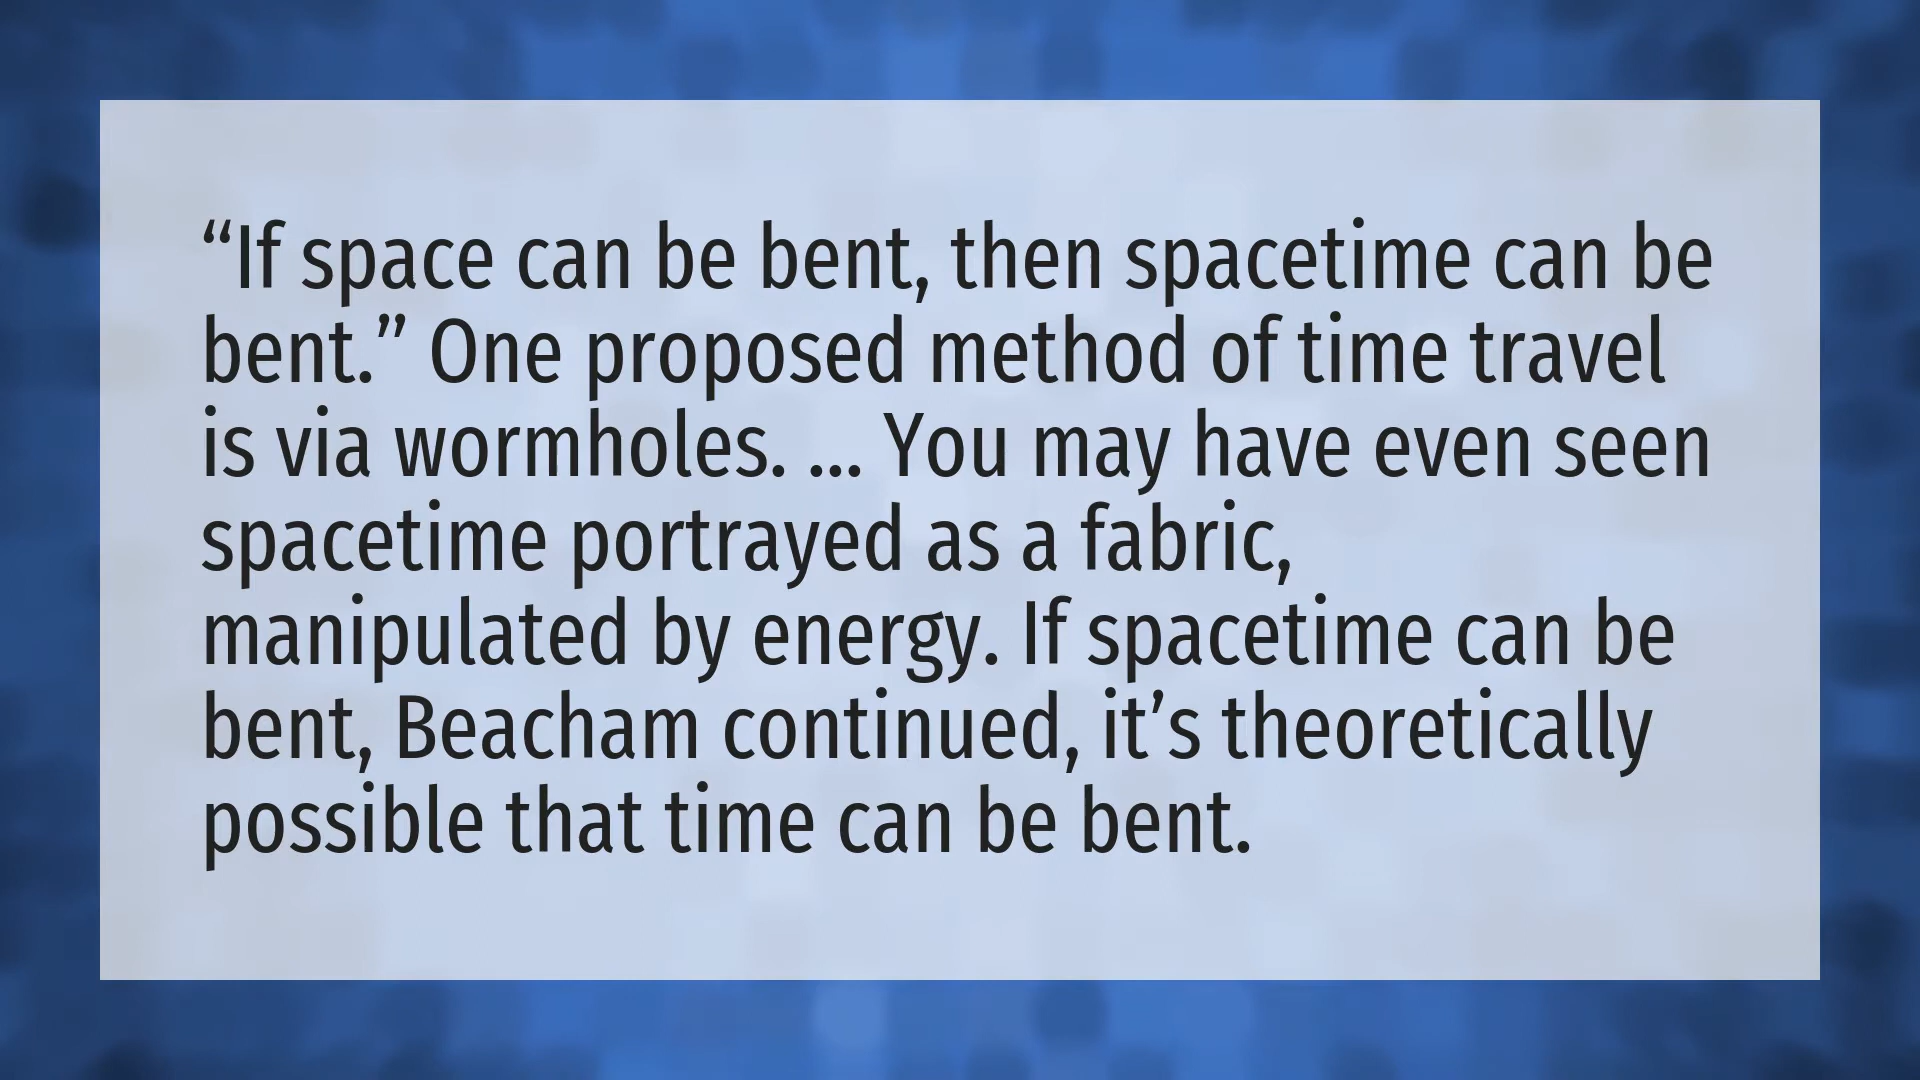 “If space can be bent, then spacetime can be
bent.” One proposed method of time travel
is via wormholes. ... You may have even seen
spacetime portrayed as a fabric,
manipulated by energy. If spacetime can be
bent, Beacham continued, it’s theoretically
possible that time can be bent.